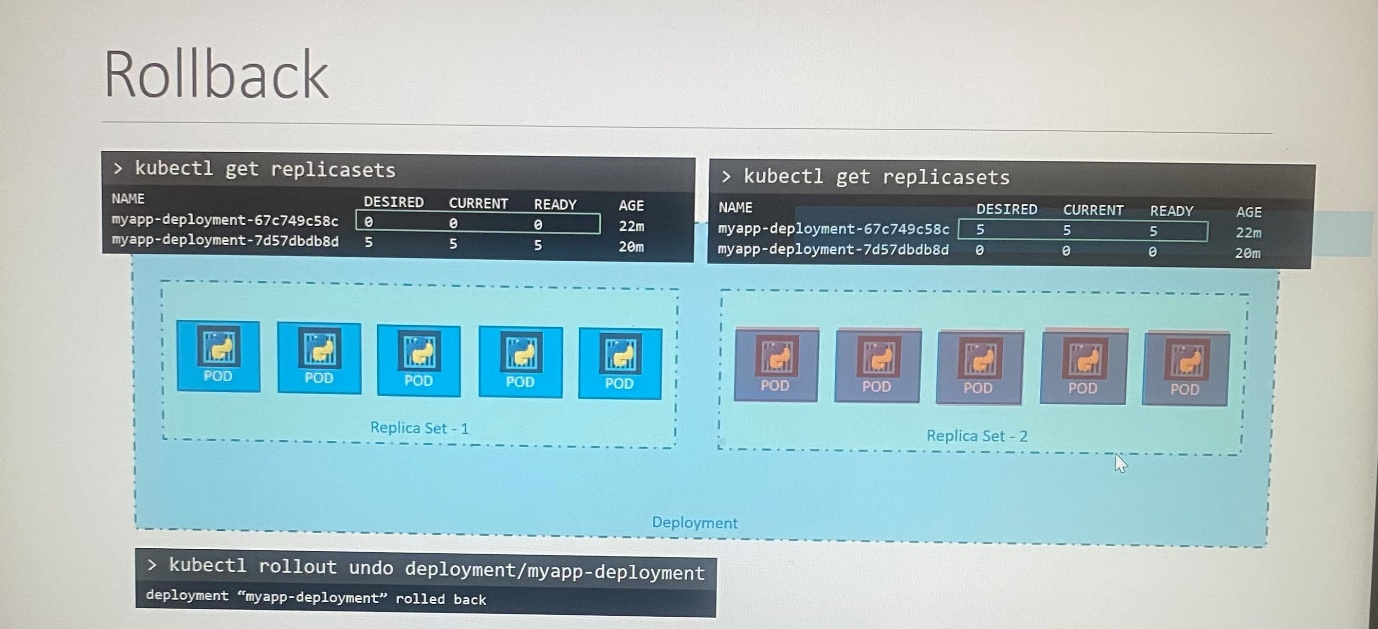 Rollback
> kubectl get replicasets
NAME DESIRED CURRENT READY AGE
myapp-deployment-67c749c58c 0 0 0 22m
myapp-deployment-7d57dbdb8d 5 5 5 20m
> kubectl get replicasets
NAME DESIRED CURRENT READY AGE
myapp-deployment-67c749c58c 5 5 5 22m
myapp-deployment-7d57dbdb8d 0 0 0 20m
POD POD POD POD POD
Replica Set - 1
POD POD POD POD POD
Replica Set - 2
Deployment
> kubectl rollout undo deployment/myapp-deployment
deployment “myapp-deployment” rolled back